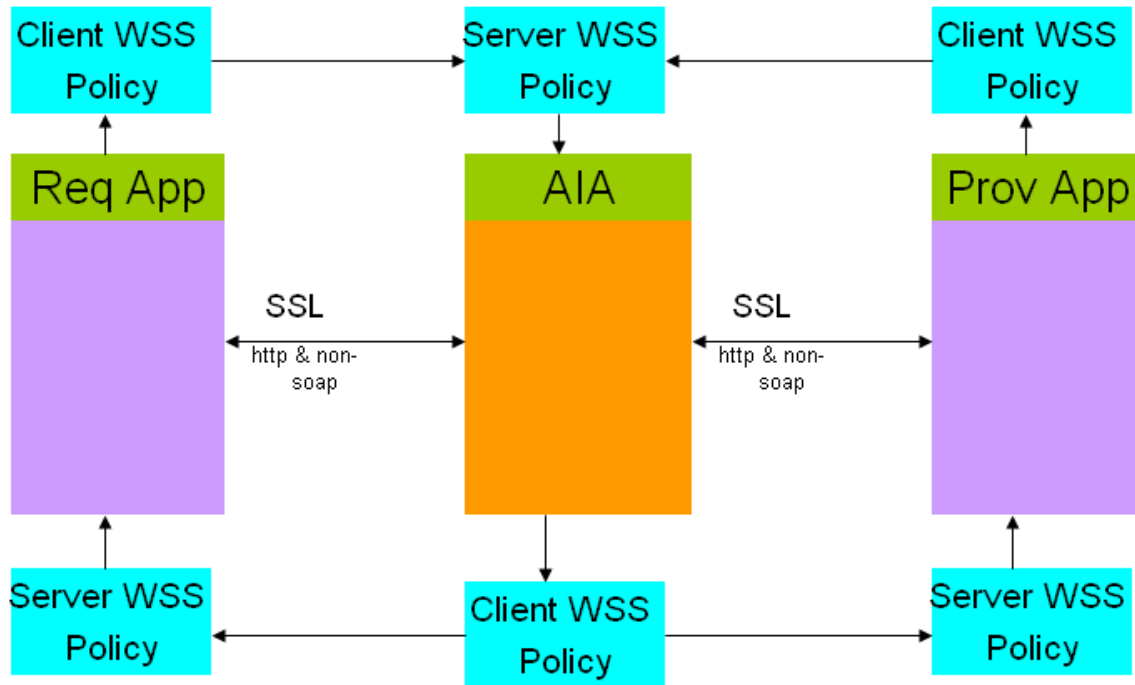 Client WSS
Policy
Server WSS
Policy
Client WSS
Policy
Req App
AIA
Prov App
SSL
http & non-
soap
SSL
http & non-
soap
Server WSS
Policy
Client WSS
Policy
Server WSS
Policy